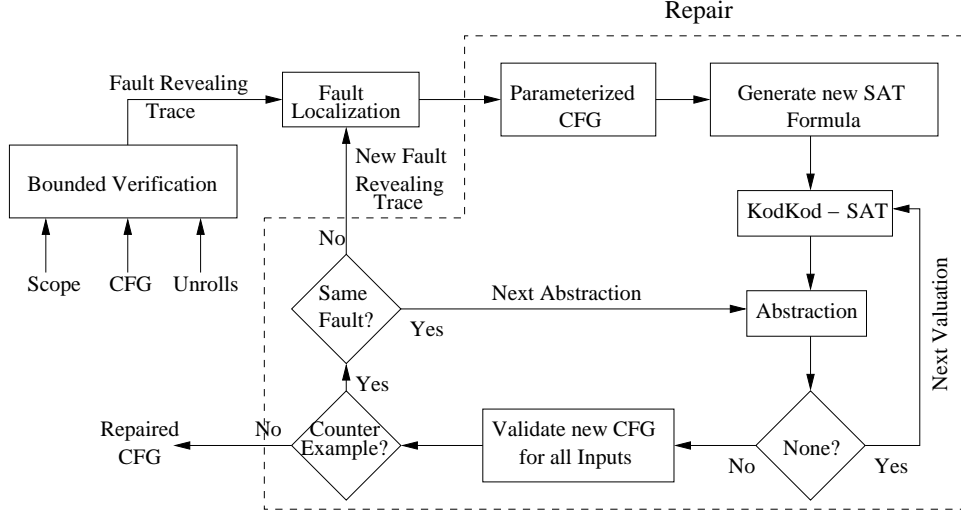 Repair
Fault Revealing
Trace
Fault
Localization
Parameterized
CFG
Generate new SAT
Formula
New Fault
Revealing
Trace
Bounded Verification
KodKod – SAT
No
Scope
CFG
Unrolls
Same
Fault?
Next Abstraction
Yes
Abstraction
Next Valuation
Yes
Repaired
CFG
No
Counter
Example?
Validate new CFG
for all Inputs
No
None?
Yes